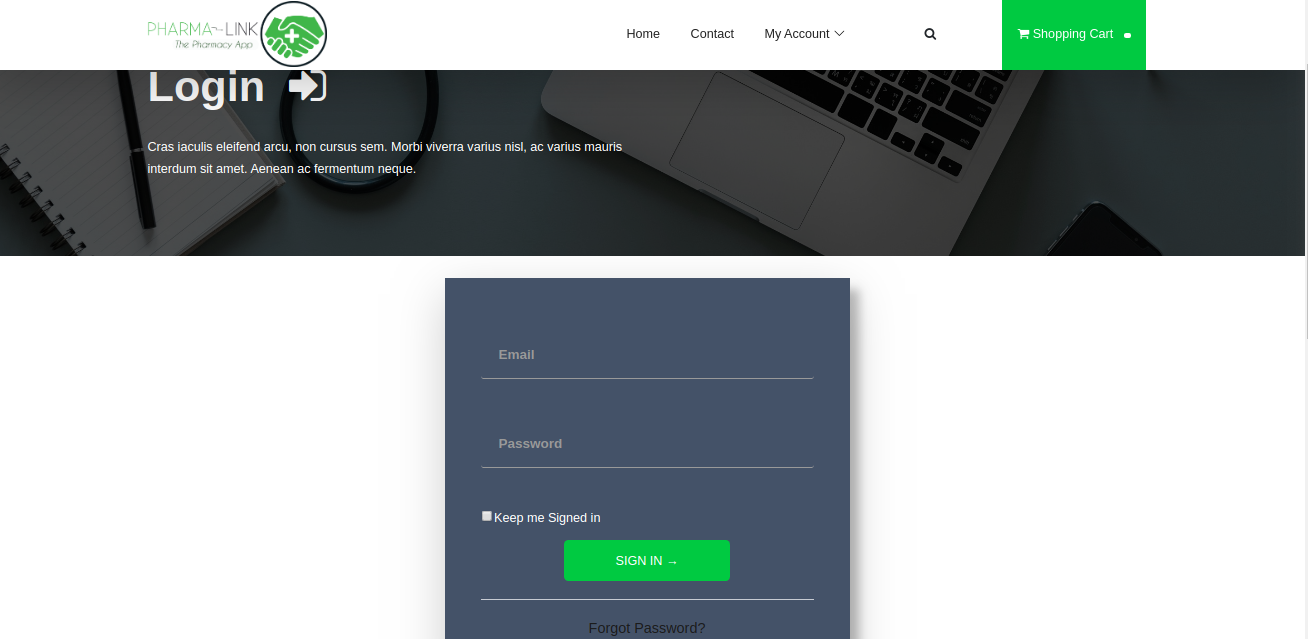 PHARMA LINK
The Pharmacy App
Home
Contact
My Account
Shopping Cart
Login
Cras iaculis eleifend arcu, non cursus sem. Morbi viverra varius nisl, ac varius mauris
interdum sit amet. Aenean ac fermentum neque.
Email
Password
Keep me Signed in
SIGN IN →
Forgot Password?